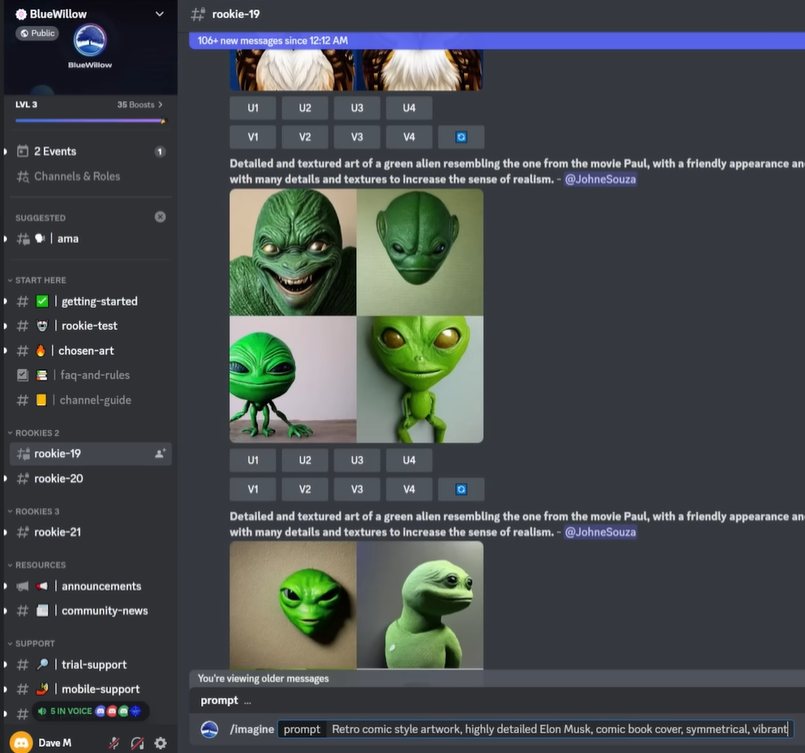 BlueWillow
Public
BlueWillow
LVL 3
35 Boosts
2 Events
1
Channels & Roles
SUGGESTED
ama
START HERE
getting-started
rookie-test
chosen-art
faq-and-rules
channel-guide
ROOKIES 2
rookie-19
rookie-20
ROOKIES 3
rookie-21
RESOURCES
announcements
community-news
SUPPORT
trial-support
mobile-support
5 IN VOICE
Dave M
rookie-19
106+ new messages since 12:12 AM
U1 U2 U3 U4
V1 V2 V3 V4
Detailed and textured art of a green alien resembling the one from the movie Paul, with a friendly appearance an
with many details and textures to increase the sense of realism. - @JohneSouza
U1 U2 U3 U4
V1 V2 V3 V4
Detailed and textured art of a green alien resembling the one from the movie Paul, with a friendly appearance an
with many details and textures to increase the sense of realism. - @JohneSouza
You're viewing older messages
prompt ...
/imagine prompt Retro comic style artwork, highly detailed Elon Musk, comic book cover, symmetrical, vibrant